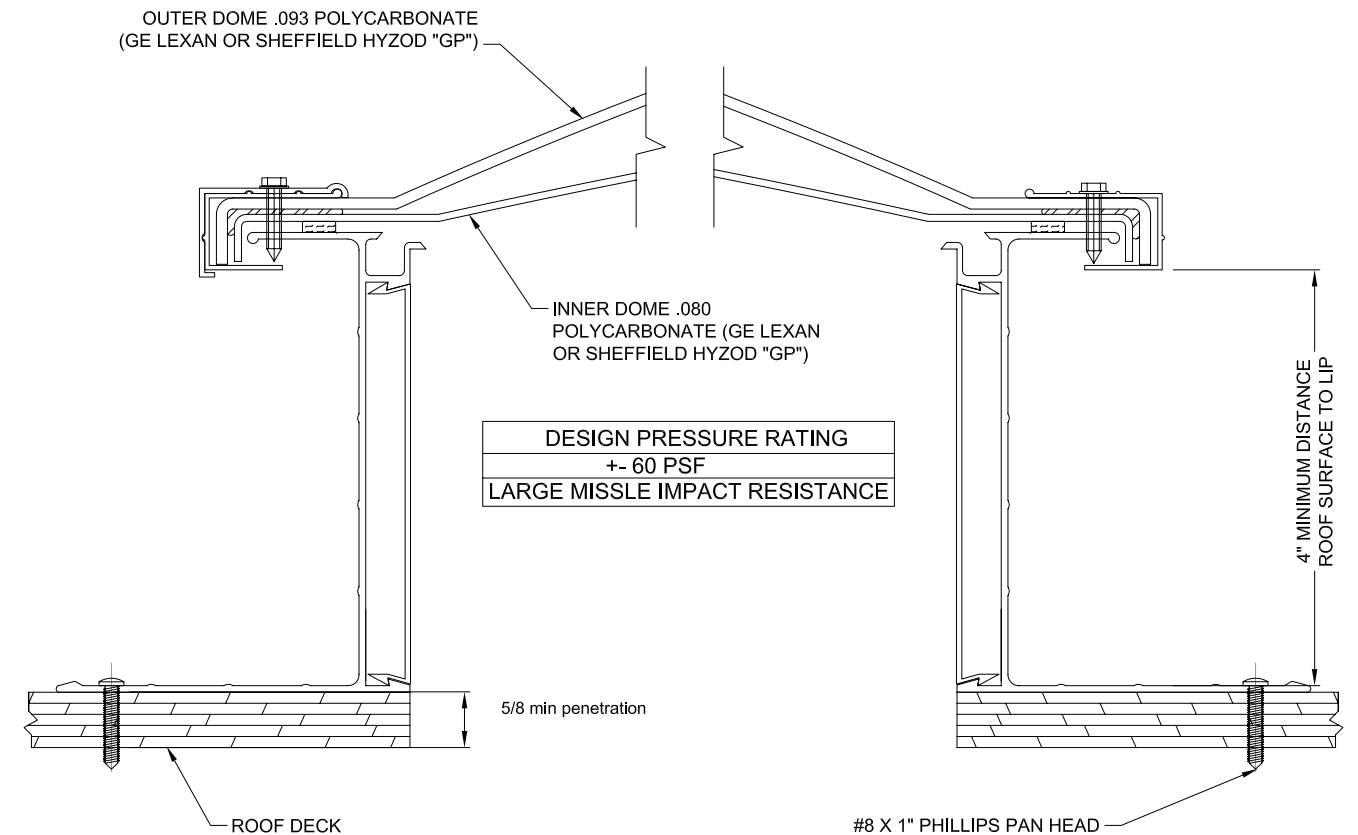 OUTER DOME .093 POLYCARBONATE
(GE LEXAN OR SHEFFIELD HYZOD "GP")
INNER DOME .080
POLYCARBONATE (GE LEXAN
OR SHEFFIELD HYZOD "GP")
DESIGN PRESSURE RATING
+- 60 PSF
LARGE MISSLE IMPACT RESISTANCE
4" MINIMUM DISTANCE
ROOF SURFACE TO LIP
5/8 min penetration
ROOF DECK
#8 X 1" PHILLIPS PAN HEAD